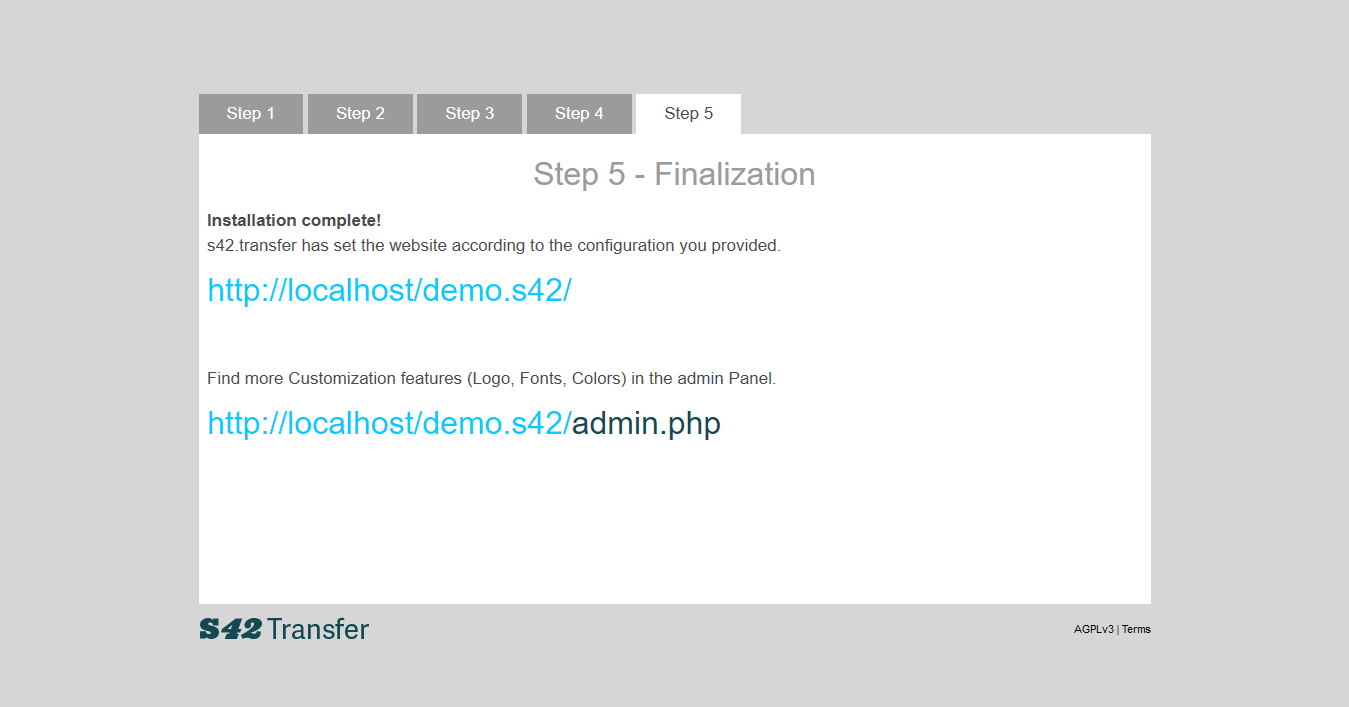 Step 1 Step 2 Step 3 Step 4 Step 5
Step 5 - Finalization
Installation complete!
s42.transfer has set the website according to the configuration you provided.
http://localhost/demo.s42/
Find more Customization features (Logo, Fonts, Colors) in the admin Panel.
http://localhost/demo.s42/admin.php
S42 Transfer
AGPLv3 | Terms